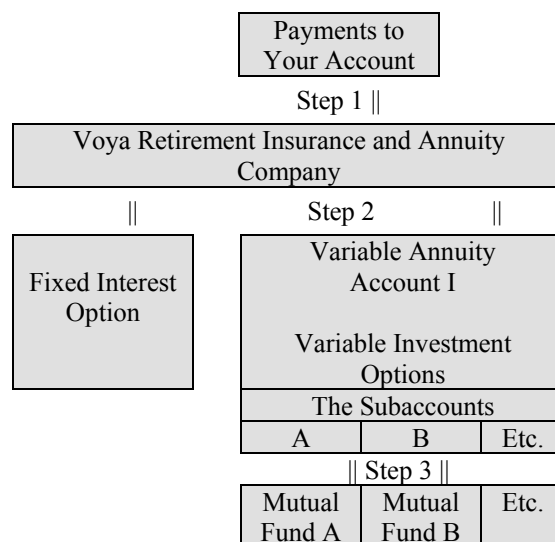 Payments to
Your Account
Step 1 ||
Voya Retirement Insurance and Annuity
Company
|| Step 2 ||
Fixed Interest
Option
Variable Annuity
Account I
Variable Investment
Options
The Subaccounts
A B Etc.
|| Step 3 ||
Mutual
Fund A
Mutual
Fund B
Etc.